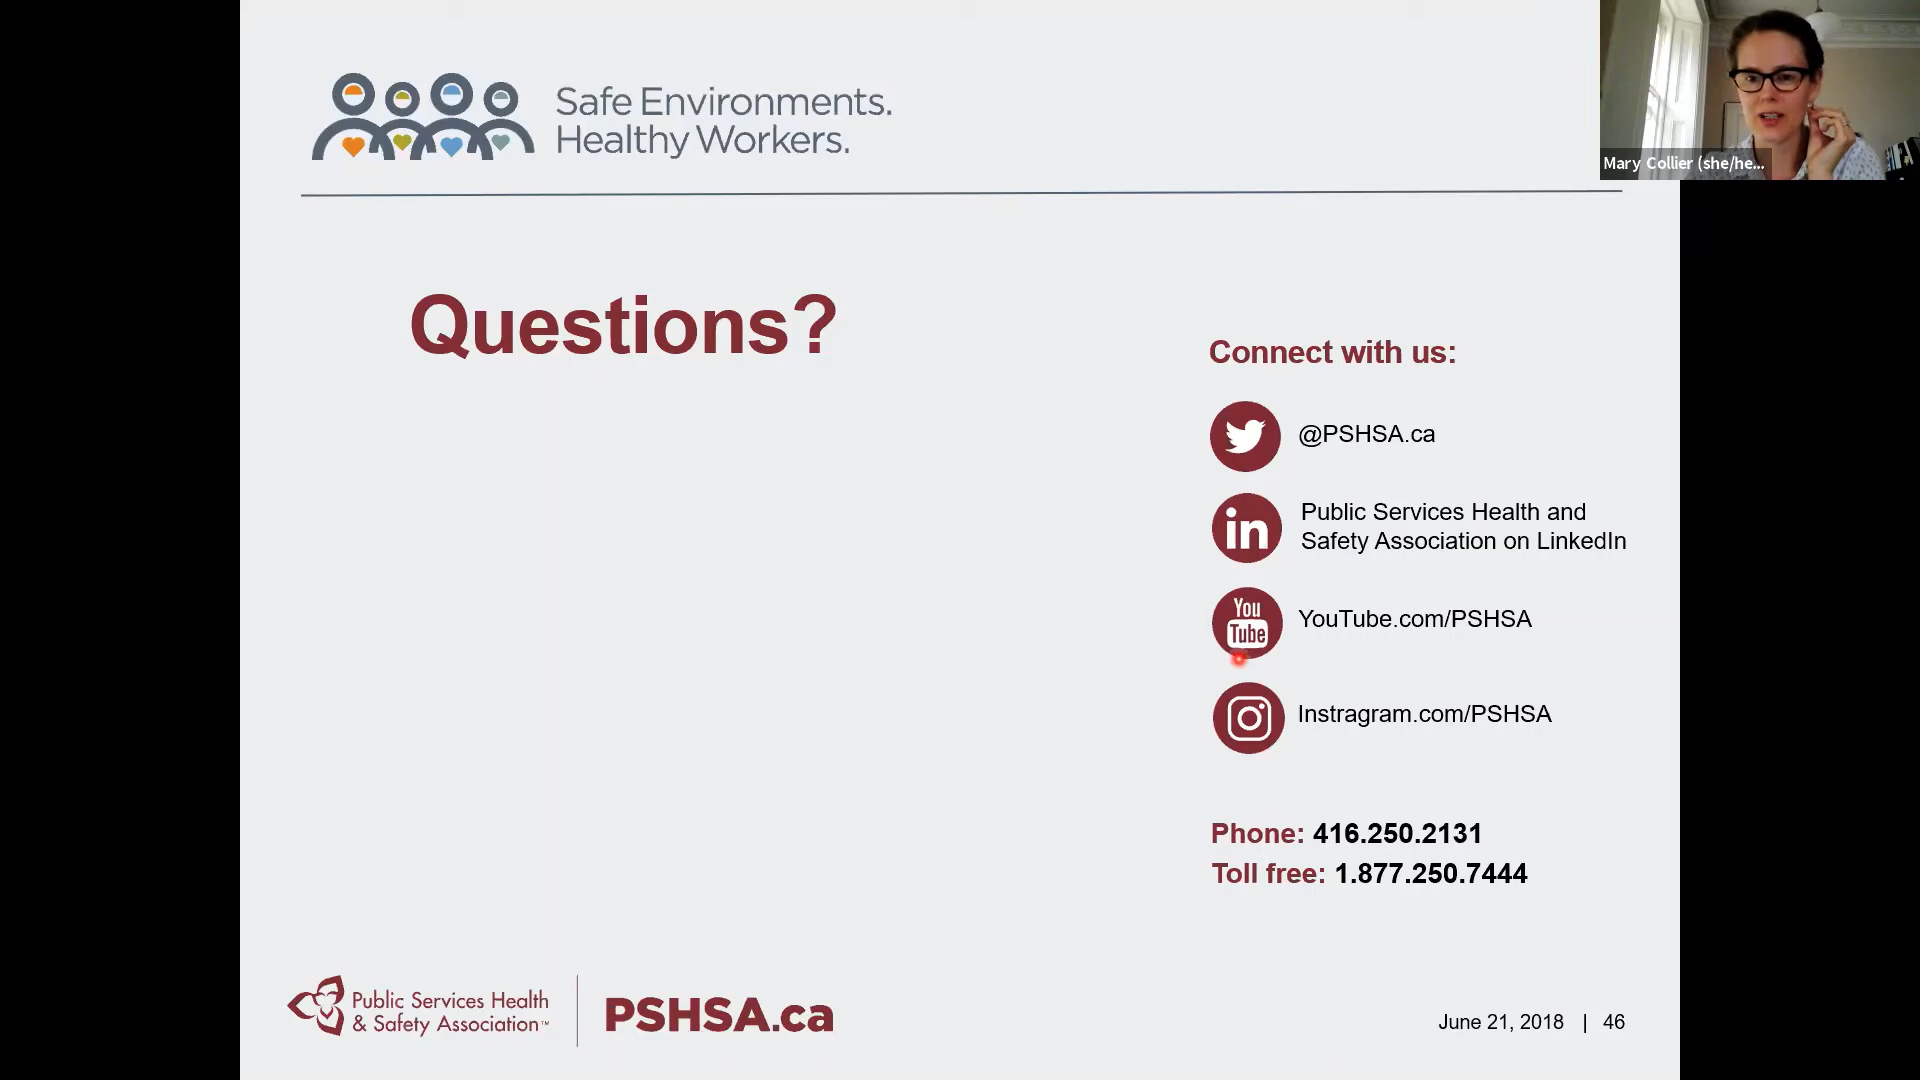 Safe Environments.
Healthy Workers.
Mary Collier (she/he...
Questions?
Connect with us:
@PSHSA.ca
in
Public Services Health and
Safety Association on LinkedIn
You
Tube
YouTube.com/PSHSA
Instragram.com/PSHSA
Phone: 416.250.2131
Toll free: 1.877.250.7444
Public Services Health
& Safety Association™
PSHSA.ca
June 21, 2018 | 46